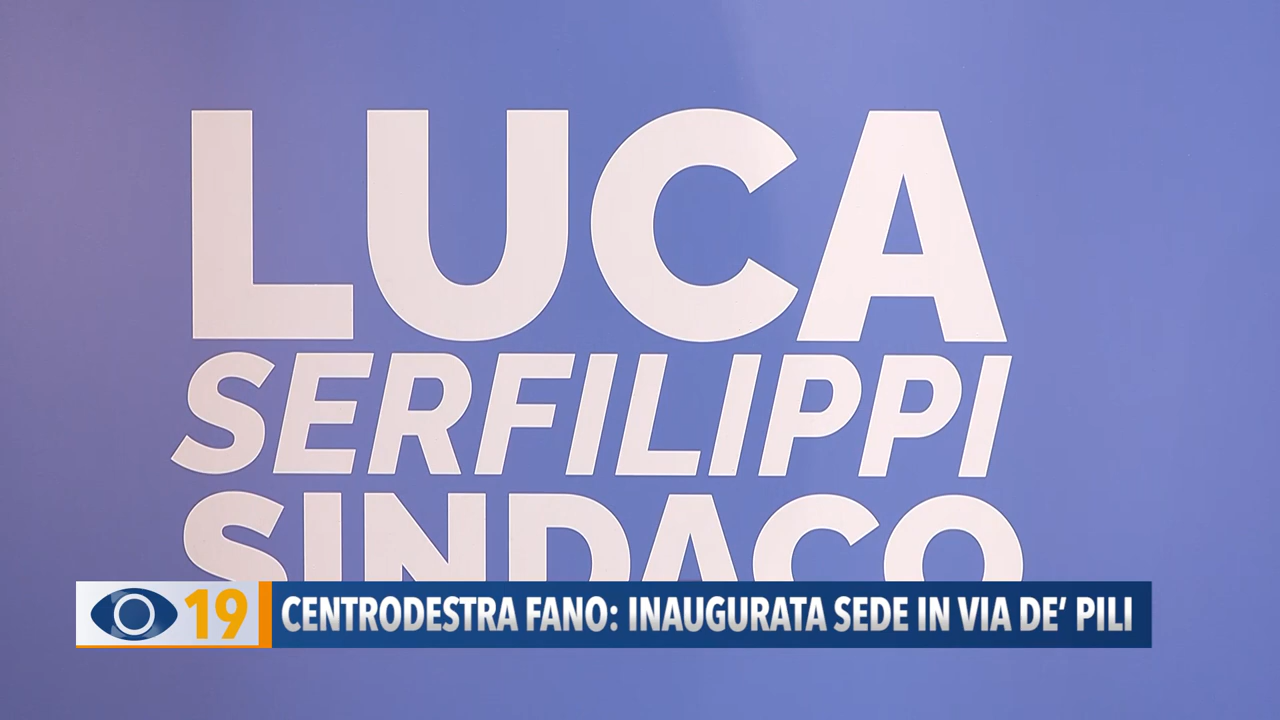 LUCA
SERFILIPPI
SINDACO
19 CENTRODESTRA FANO: INAUGURATA SEDE IN VIA DE’ PILI